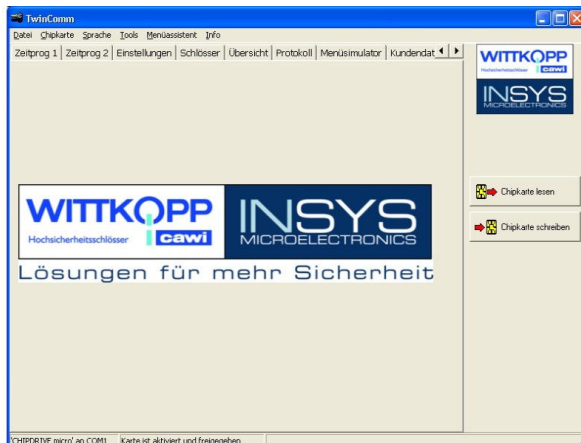 TwinComm
Datei Chipkarte Sprache Tools Menüassistent Info
Zeitprog 1 Zeitprog 2 Einstellungen Schlösser Übersicht Protokoll Menüsimulator Kundendat
WITTKOPP
Hochsicherheitsschlösser cawi
INSYS
MICROELECTRONICS
Chipkarte lesen
Chipkarte schreiben
WITTKOPP
Hochsicherheitsschlösser cawi
INSYS
MICROELECTRONICS
Lösungen für mehr Sicherheit
'CHIPDRIVE micro' an COM1 Karte ist aktiviert und freigegeben